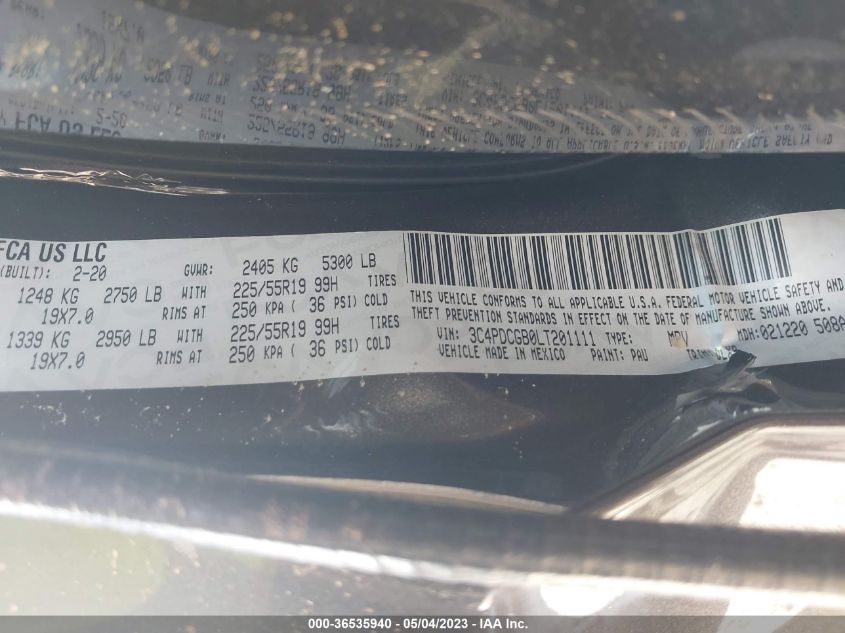 FCA US LLC
(BUILT): 2-20 GVWR: 2405 KG 5300 LB
1248 KG 2750 LB WITH 225/55R19 99H TIRES
19X7.0 RIMS AT 250 KPA ( 36 PSI) COLD
1339 KG 2950 LB WITH 225/55R19 99H TIRES
19X7.0 RIMS AT 250 KPA ( 36 PSI) COLD
THIS VEHICLE CONFORMS TO ALL APPLICABLE U.S.A. FEDERAL MOTOR VEHICLE SAFETY AND
THEFT PREVENTION STANDARDS IN EFFECT ON THE DATE OF MANUFACTURE SHOWN ABOVE.
VIN: 3C4PDCGB0LT201111 TYPE: MPV MDH:021220 508A
VEHICLE MADE IN MEXICO PAINT: PAU
000-36535940 - 05/04/2023 - IAA Inc.